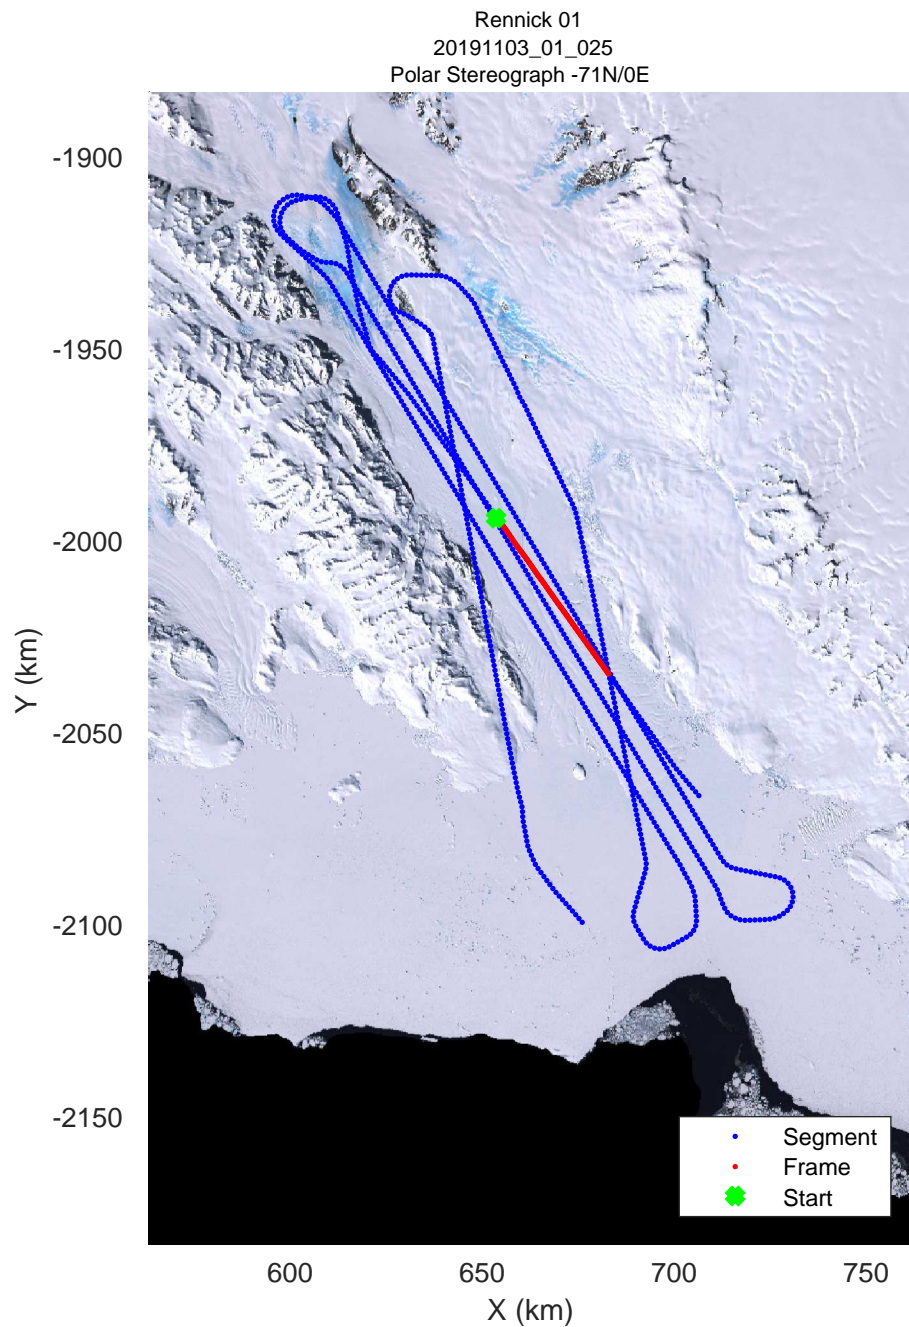 Rennick 01
20191103_01_025
Polar Stereograph -71N/0E
-1900
-1950
-2000
-2050
-2100
-2150
Y (km)
600
650
700
750
X (km)
Segment
Frame
Start